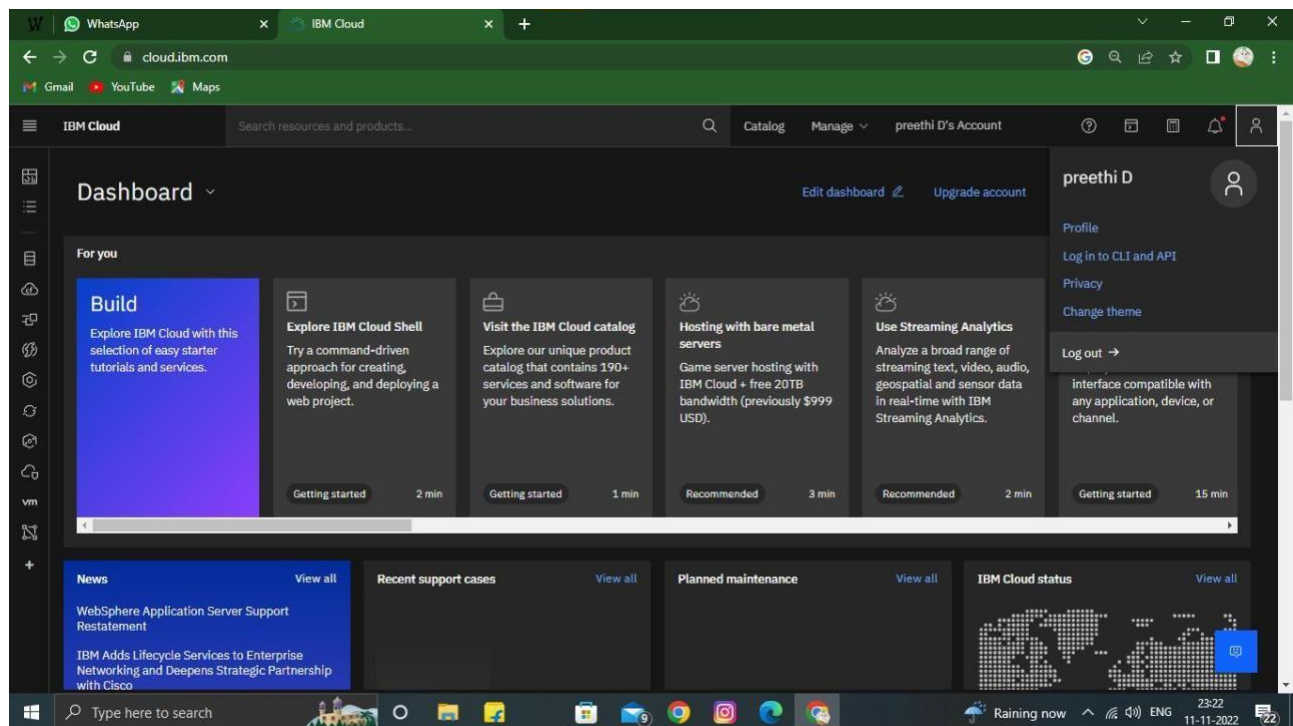 WhatsApp
IBM Cloud
cloud.ibm.com
Gmail
YouTube
Maps
IBM Cloud
Search resources and products...
Catalog
Manage
preethi D's Account
preethi D
Profile
Log in to CLI and API
Privacy
Change theme
Log out →
Dashboard
Edit dashboard
Upgrade account
For you
Build
Explore IBM Cloud with this
selection of easy starter
tutorials and services.
Explore IBM Cloud Shell
Try a command-driven
approach for creating,
developing, and deploying a
web project.
Getting started
2 min
Visit the IBM Cloud catalog
Explore our unique product
catalog that contains 190+
services and software for
your business solutions.
Getting started
1 min
Hosting with bare metal
servers
Game server hosting with
IBM Cloud + free 20TB
bandwidth (previously $999
USD).
Recommended
3 min
Use Streaming Analytics
Analyze a broad range of
streaming text, video, audio,
geospatial and sensor data
in real-time with IBM
Streaming Analytics.
Recommended
2 min
interface compatible with
any application, device, or
channel.
Getting started
15 min
vm
News
View all
WebSphere Application Server Support
Restatement
IBM Adds Lifecycle Services to Enterprise
Networking and Deepens Strategic Partnership
with Cisco
Recent support cases
View all
Planned maintenance
View all
IBM Cloud status
View all
Type here to search
Raining now
ENG
23:22
11-11-2022
22